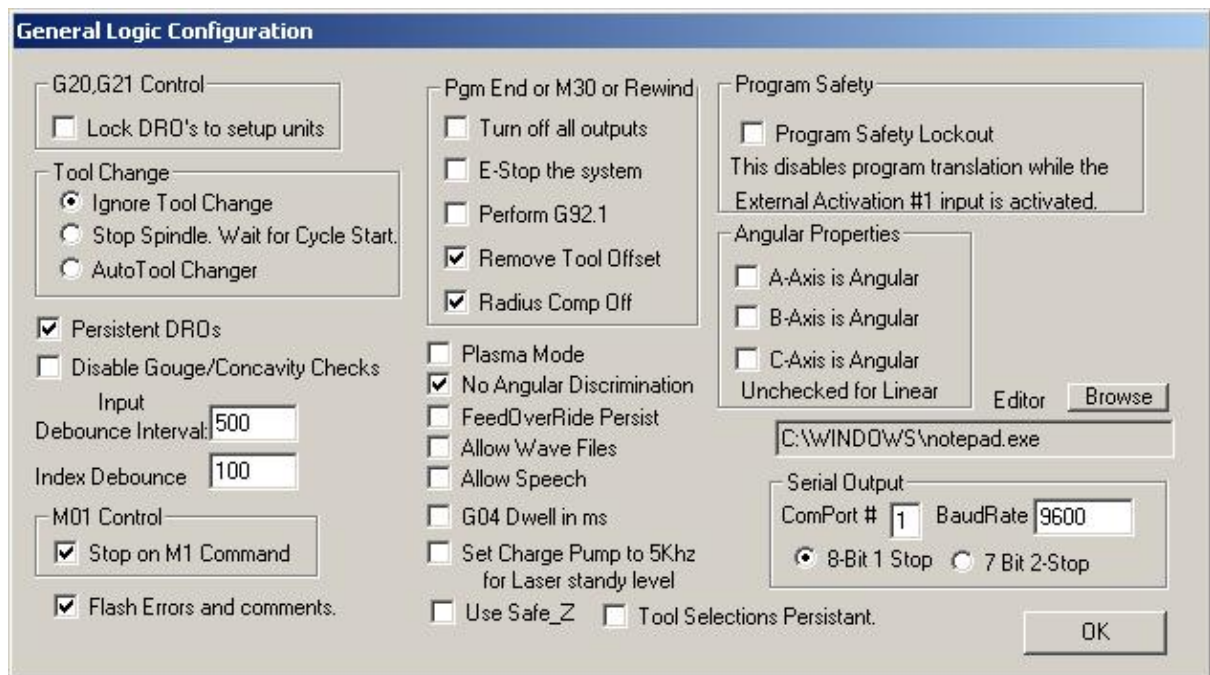 General Logic Configuration
G20,G21 Control
Lock DRO's to setup units
Tool Change
Ignore Tool Change
Stop Spindle. Wait for Cycle Start.
AutoTool Changer
Persistent DROs
Disable Gouge/Concavity Checks
Input
Debounce Interval:
500
Index Debounce
100
M01 Control
Stop on M1 Command
Flash Errors and comments.
Pgm End or M30 or Rewind
Turn off all outputs
E-Stop the system
Perform G92.1
Remove Tool Offset
Radius Comp Off
Plasma Mode
No Angular Discrimination
FeedOverRide Persist
Allow Wave Files
Allow Speech
G04 Dwell in ms
Set Charge Pump to 5Khz
for Laser standy level
Use Safe_Z
Tool Selections Persistant.
Program Safety
Program Safety Lockout
This disables program translation while the
External Activation #1 input is activated.
Angular Properties
A-Axis is Angular
B-Axis is Angular
C-Axis is Angular
Unchecked for Linear
Editor
Browse
C:\WINDOWS\notepad.exe
Serial Output
ComPort #
1
BaudRate
9600
8-Bit 1 Stop
7 Bit 2-Stop
OK